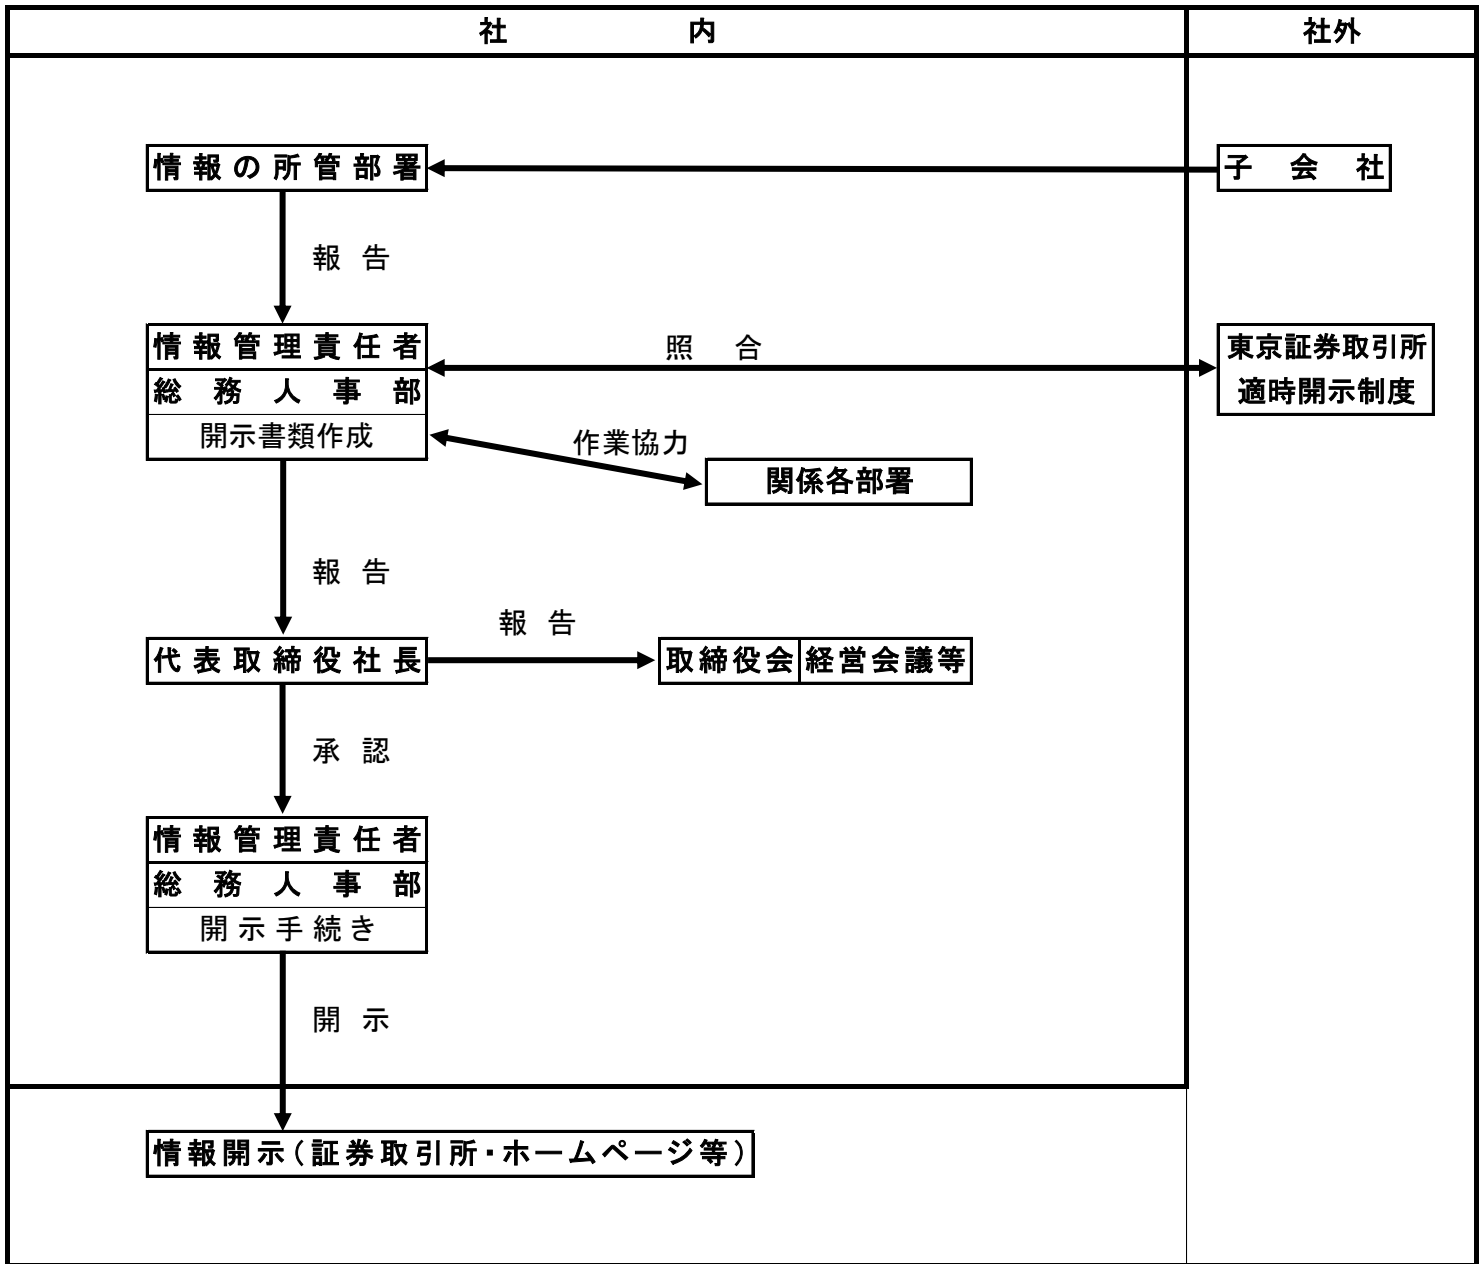 社内
社外
情報の所管部署
子会社
報告
情報管理責任者
照合
東京証券取引所
適時開示制度
総務人事部
開示書類作成
作業協力
関係各部署
報告
報告
代表取締役社長
取締役会
経営会議等
承認
情報管理責任者
総務人事部
開示手続き
開示
情報開示（証券取引所・ホームページ等）